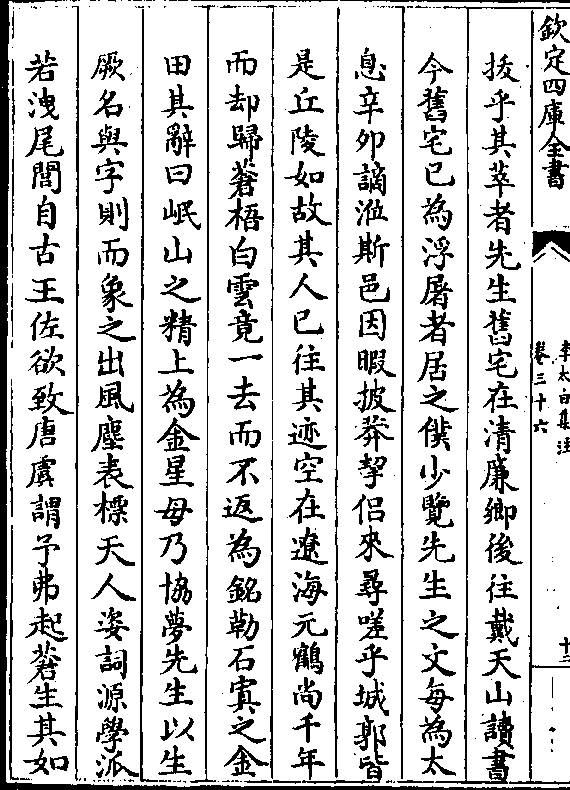 欽定四庫全書
李太白集注
卷三十六
十三
拔乎其萃者先生舊宅在清廉鄉後往戴天山讀書
今舊宅已為浮屠者居之僕少覽先生之文每為太
息辛卯謫涖斯邑因暇披莽挈侶來尋嗟乎城郭皆
是丘陵如故其人已往其迹空在遼海元鶴尚千年
而却歸蒼梧白雲竟一去而不返為銘勒石寘之金
田其辭曰岷山之精上為金星母乃協夢先生以生
厥名與字則而象之出風塵表標天人姿詞源學派
若洩尾閭自古王佐欲致唐虞謂予弗起蒼生其如